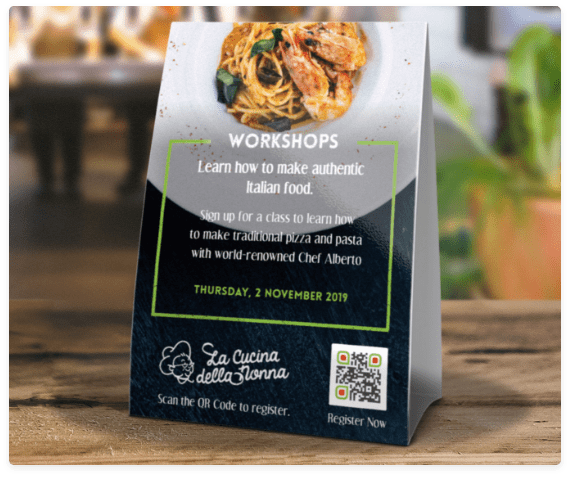 WORKSHOPS
Learn how to make authentic
Italian food.
Sign up for a class to learn how
to make traditional pizza and pasta
with world-renowned Chef Alberto
THURSDAY, 2 NOVEMBER 2019
La Cucina
della Nonna
Scan the QR Code to register.
Register Now